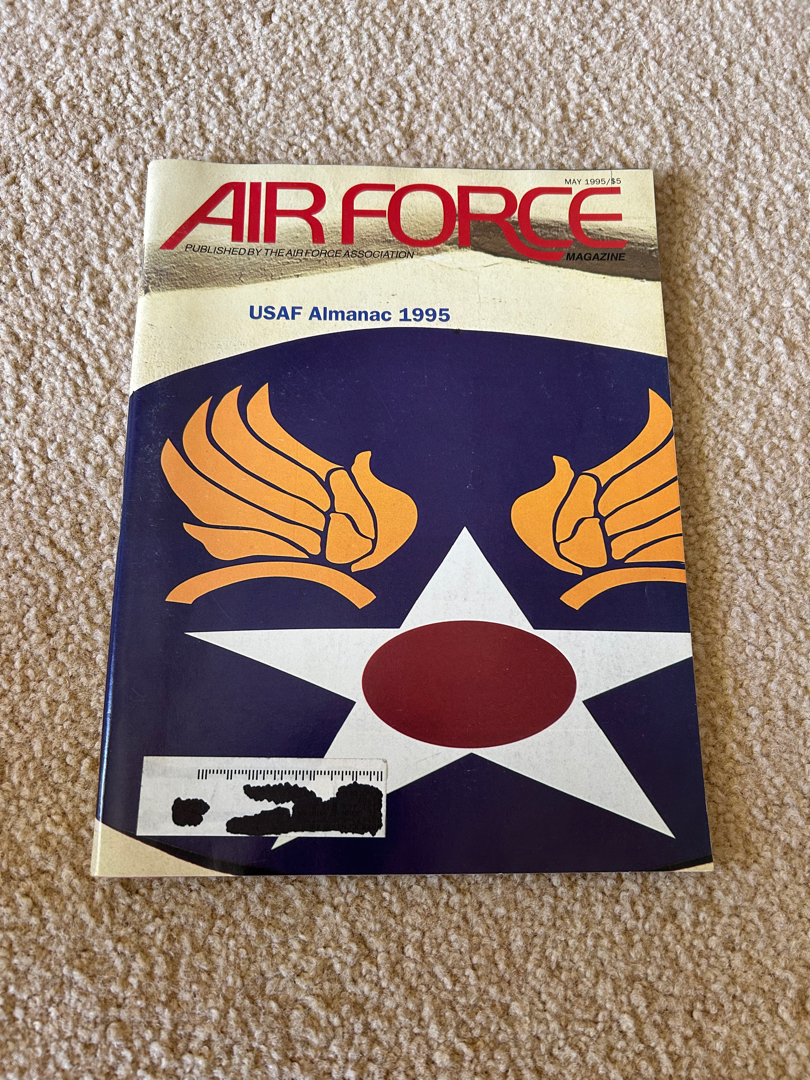 MAY 1995/$5
AIR FORCE
PUBLISHED BY THE AIR FORCE ASSOCIATION
MAGAZINE
USAF Almanac 1995